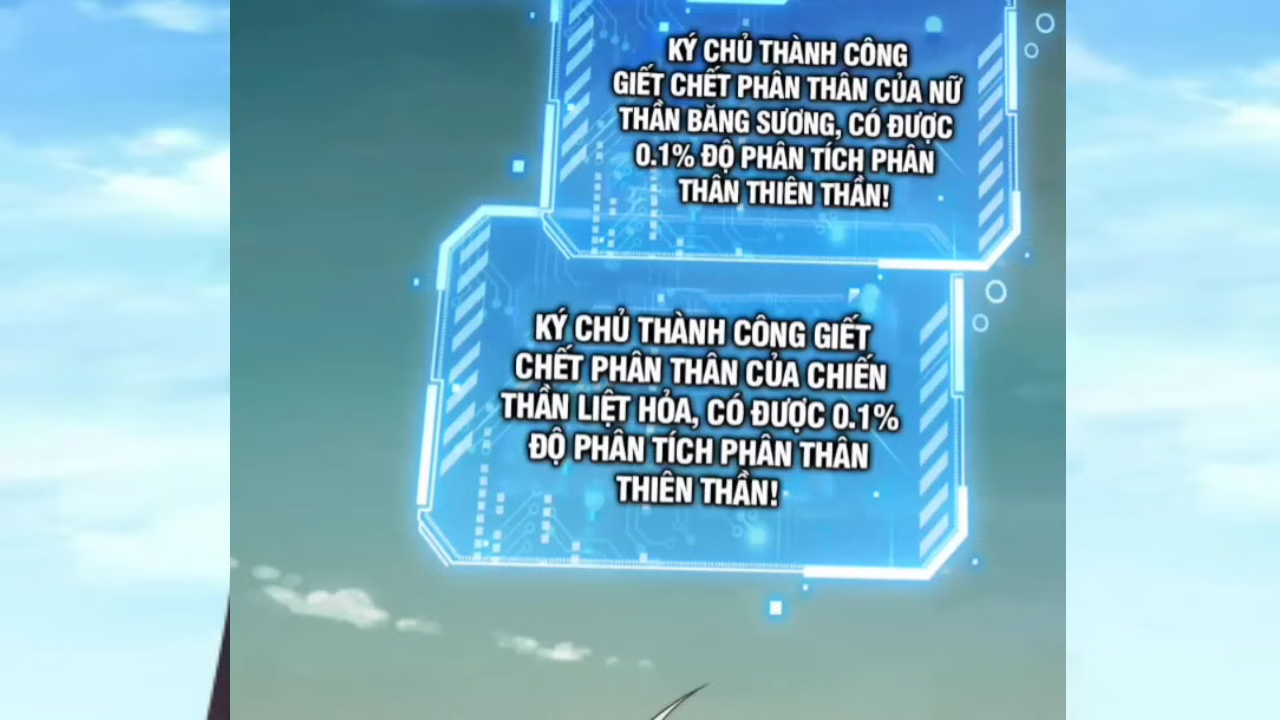 KÝ CHỦ THÀNH CÔNG
GIẾT CHẾT PHÂN THÂN CỦA NỮ
THẦN BĂNG SƯƠNG, CÓ ĐƯỢC
0.1% ĐỘ PHÂN TÍCH PHÂN
THÂN THIÊN THẦN!
KÝ CHỦ THÀNH CÔNG GIẾT
CHẾT PHÂN THÂN CỦA CHIẾN
THẦN LIỆT HỎA, CÓ ĐƯỢC 0.1%
ĐỘ PHÂN TÍCH PHÂN THÂN
THIÊN THẦN!